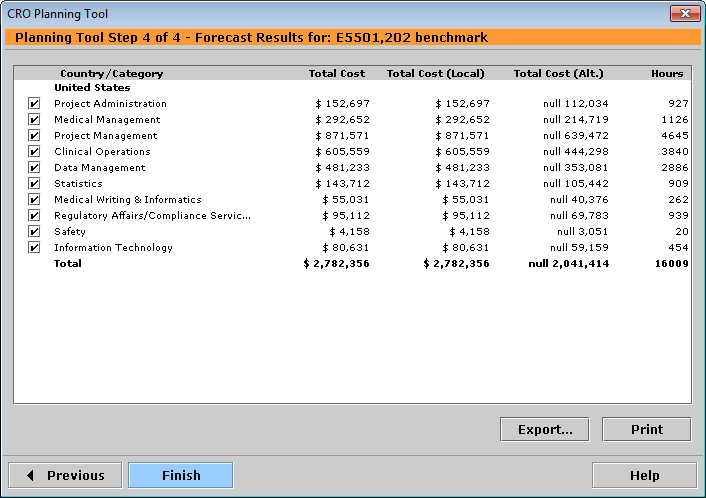 CRO Planning Tool
Planning Tool Step 4 of 4 - Forecast Results for: E5501,202 benchmark
Country/Category Total Cost Total Cost (Local) Total Cost (Alt.) Hours
United States
Project Administration $ 152,697 $ 152,697 null 112,034 927
Medical Management $ 292,652 $ 292,652 null 214,719 1126
Project Management $ 871,571 $ 871,571 null 639,472 4645
Clinical Operations $ 605,559 $ 605,559 null 444,298 3840
Data Management $ 481,233 $ 481,233 null 353,081 2886
Statistics $ 143,712 $ 143,712 null 105,442 909
Medical Writing & Informatics $ 55,031 $ 55,031 null 40,376 262
Regulatory Affairs/Compliance Servic... $ 95,112 $ 95,112 null 69,783 939
Safety $ 4,158 $ 4,158 null 3,051 20
Information Technology $ 80,631 $ 80,631 null 59,159 454
Total $ 2,782,356 $ 2,782,356 null 2,041,414 16009
Export... Print
Previous Finish Help